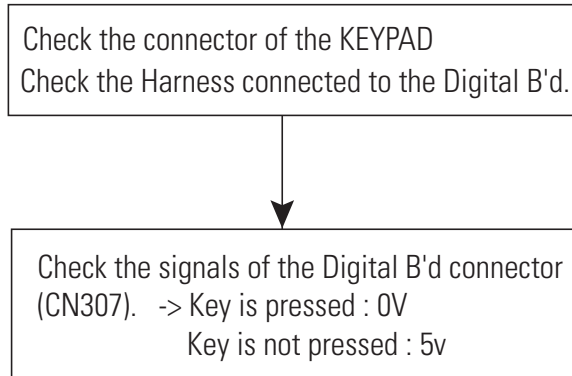 Check the connector of the KEYPAD
Check the Harness connected to the Digital B'd.
Check the signals of the Digital B'd connector
(CN307). -> Key is pressed : 0V
Key is not pressed : 5v